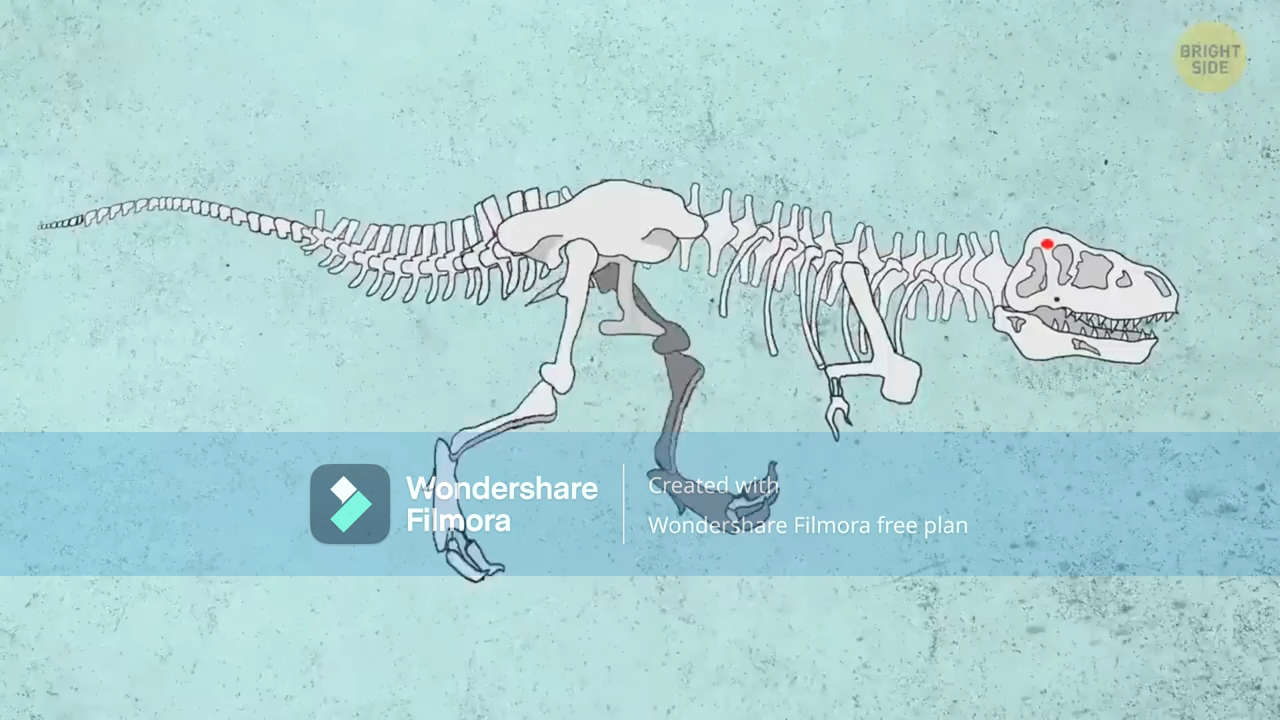 BRIGHT
SIDE
Wondershare
Filmora
Created with
Wondershare Filmora free plan